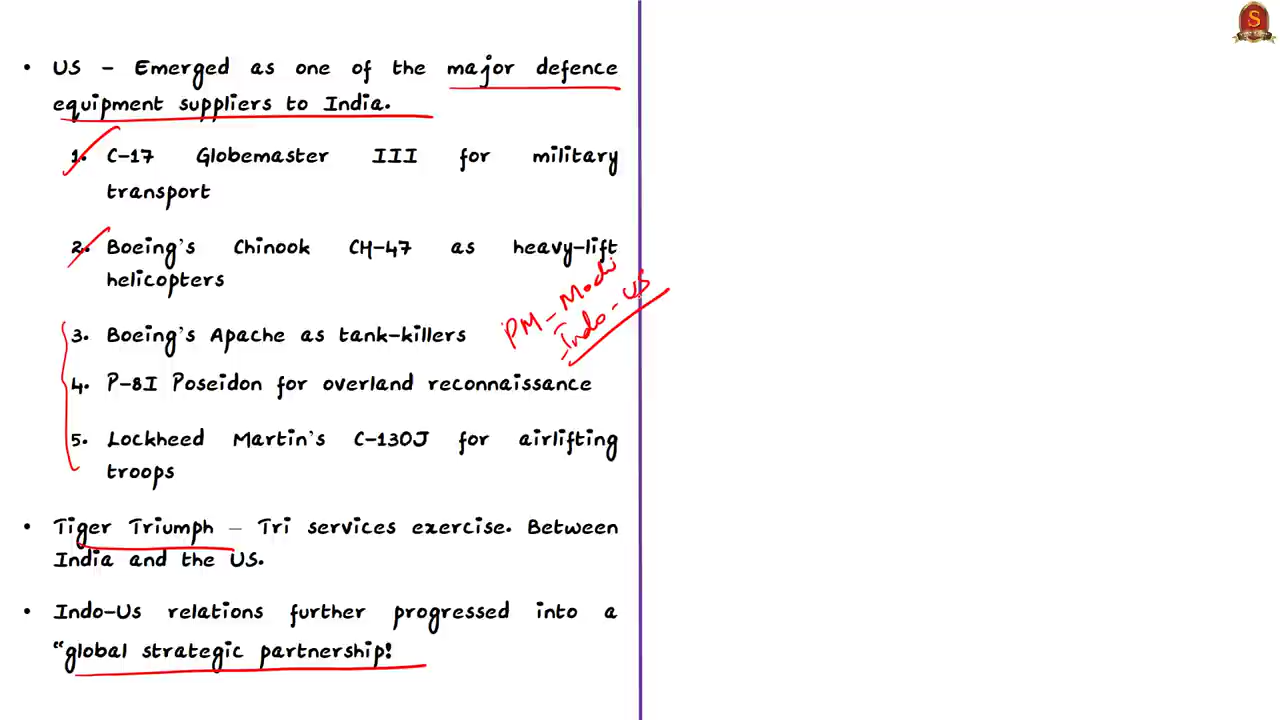 • US - Emerged as one of the major defence
equipment suppliers to India.
1. C-17 Globemaster III for military
transport
2. Boeing's Chinook CH-47 as heavy-lift
helicopters
3. Boeing's Apache as tank-killers
4. P-8I Poseidon for overland reconnaissance
5. Lockheed Martin's C-130J for airlifting
troops
PM - Modi
- Indo - US
• Tiger Triumph – Tri services exercise. Between
India and the US.
• Indo-Us relations further progressed into a
“global strategic partnership!
S